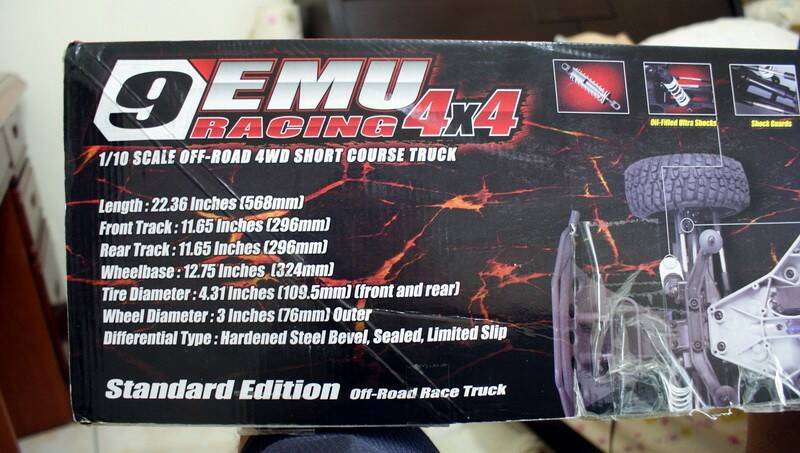 9 EMU
RACING 4x4
1/10 SCALE OFF-ROAD 4WD SHORT COURSE TRUCK
Oil-Filled Ultra Shocks
Shock Guards
Length : 22.36 Inches (568mm)
Front Track : 11.65 Inches (296mm)
Rear Track : 11.65 Inches (296mm)
Wheelbase : 12.75 Inches (324mm)
Tire Diameter : 4.31 Inches (109.5mm) (front and rear)
Wheel Diameter : 3 Inches (76mm) Outer
Differential Type : Hardened Steel Bevel, Sealed, Limited Slip
Standard Edition Off-Road Race Truck